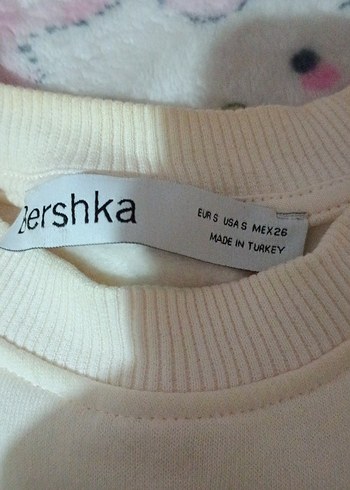 Bershka
EUR S USA S MEX 26
MADE IN TURKEY